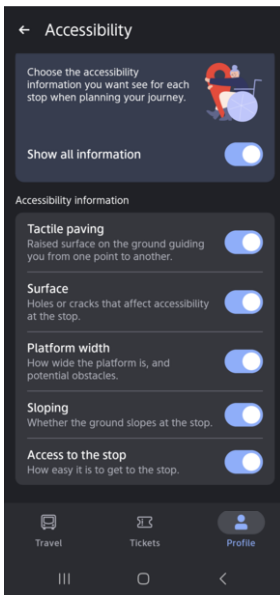 Accessibility
Choose the accessibility
information you want see for each
stop when planning your journey.
Show all information
Accessibility information
Tactile paving
Raised surface on the ground guiding
you from one point to another.
Surface
Holes or cracks that affect accessibility
at the stop.
Platform width
How wide the platform is, and
potential obstacles.
Sloping
Whether the ground slopes at the stop.
Access to the stop
How easy it is to get to the stop.
Travel
Tickets
Profile